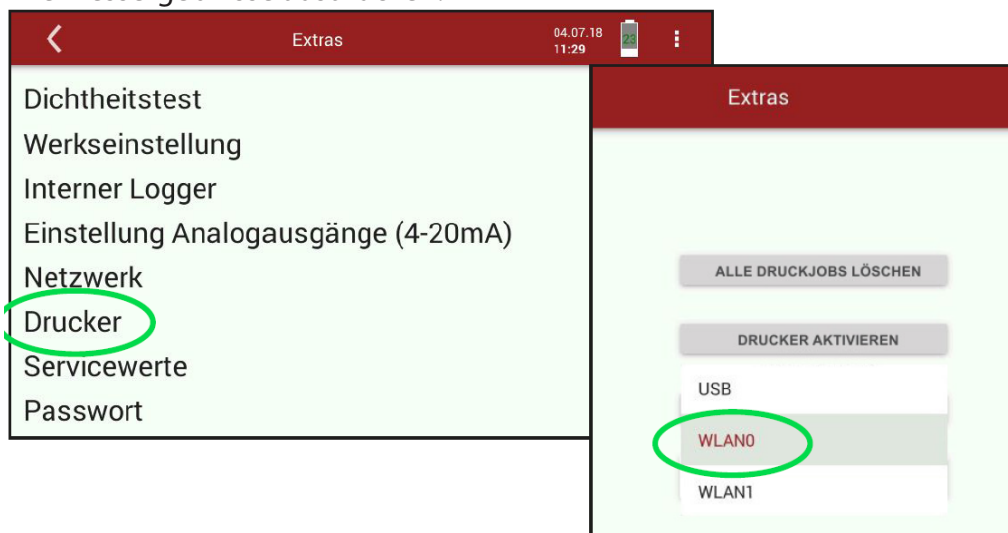 Extras
04.07.18
11:29
23
Dichtheitstest
Werkseinstellung
Interner Logger
Einstellung Analogausgänge (4-20mA)
Netzwerk
Drucker
Servicewerte
Passwort
Extras
ALLE DRUCKJOBS LÖSCHEN
DRUCKER AKTIVIEREN
USB
WLAN0
WLAN1